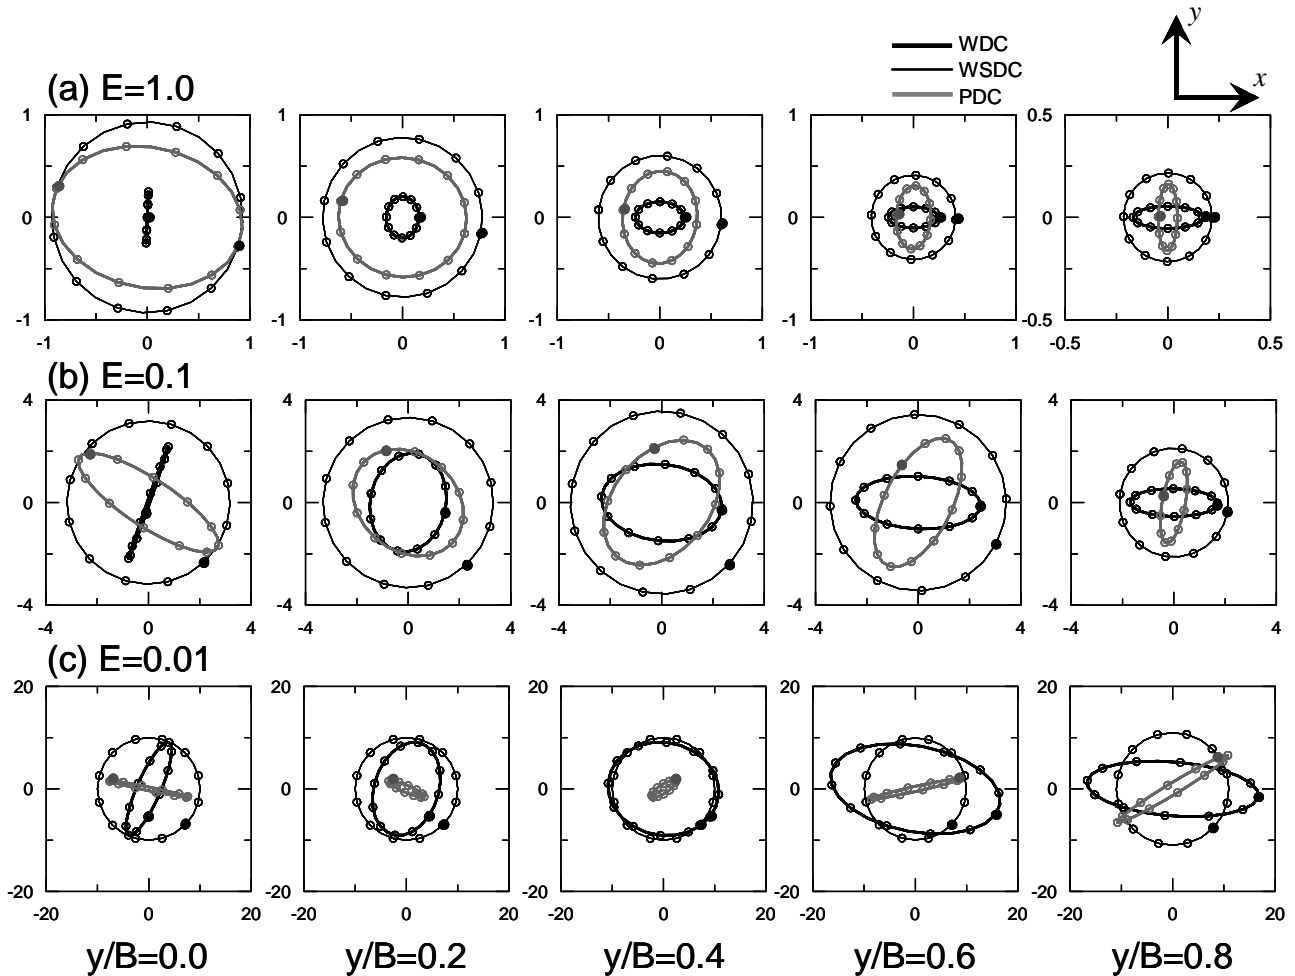 y
WDC
WSDC
PDC
x
(a) E=1.0
1 1 1 1 0.5
0 0 0 0 0
-1 -1 -1 -1 -0.5
-1 0 1 -1 0 1 -1 0 1 -1 0 1 -0.5 0 0.5
(b) E=0.1
4 4 4 4 4
0 0 0 0 0
-4 -4 -4 -4 -4
-4 0 4 -4 0 4 -4 0 4 -4 0 4 -4 0 4
(c) E=0.01
20 20 20 20 20
0 0 0 0 0
-20 -20 -20 -20 -20
-20 0 20 -20 0 20 -20 0 20 -20 0 20 -20 0 20
y/B=0.0 y/B=0.2 y/B=0.4 y/B=0.6 y/B=0.8